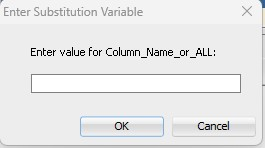 Enter Substitution Variable
Enter value for Column_Name_or_ALL:
OK
Cancel